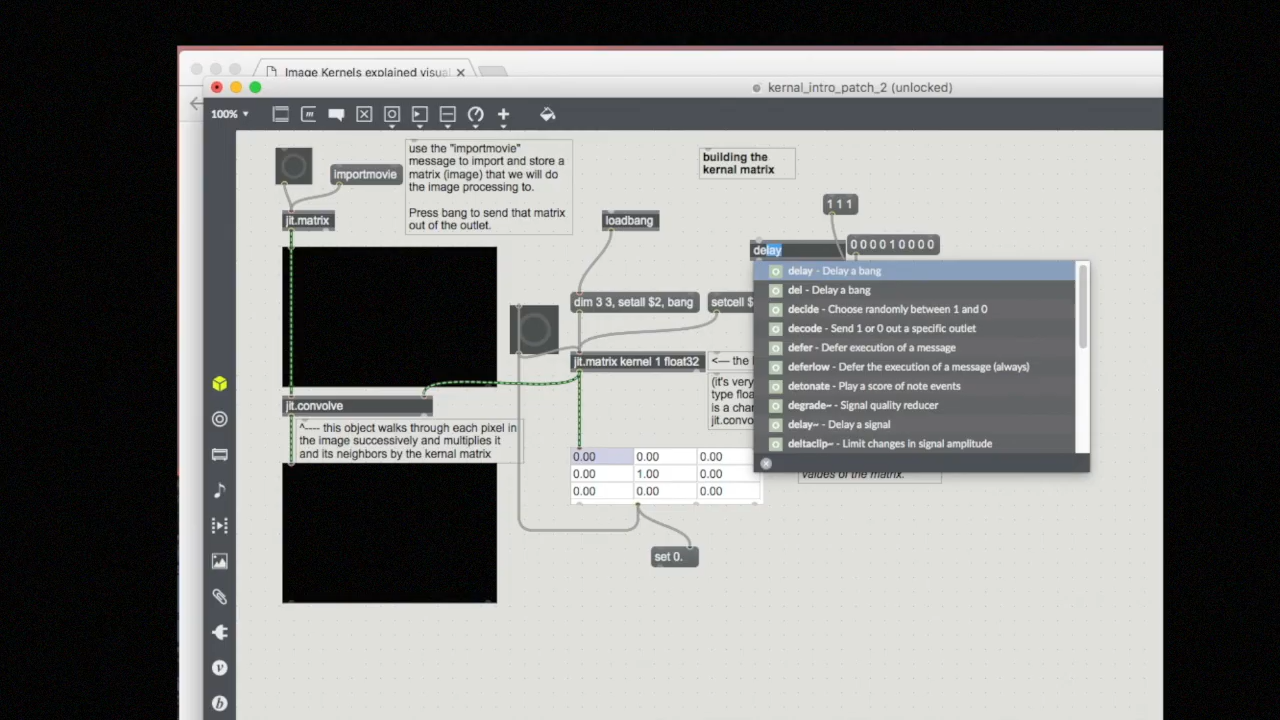 Image Kernels explained visual
kernal_intro_patch_2 (unlocked)
100%
importmovie
use the "importmovie"
message to import and store a
matrix (image) that we will do
the image processing to.
Press bang to send that matrix
out of the outlet.
building the
kernal matrix
1 1 1
jit.matrix
loadbang
delay
0 0 0 0 1 0 0 0 0
delay - Delay a bang
del - Delay a bang
decide - Choose randomly between 1 and 0
decode - Send 1 or 0 out a specific outlet
defer - Defer execution of a message
deferlow - Defer the execution of a message (always)
detonate - Play a score of note events
degrade~ - Signal quality reducer
delay~ - Delay a signal
deltaclip~ - Limit changes in signal amplitude
dim 3 3, setall $2, bang
setcell $
jit.matrix kernel 1 float32
<--- the
(it's very
type floa
is a char
jit.convo
values of the matrix.
jit.convolve
^---- this object walks through each pixel in
the image successively and multiplies it
and its neighbors by the kernal matrix
0.00 0.00 0.00
0.00 1.00 0.00
0.00 0.00 0.00
set 0.